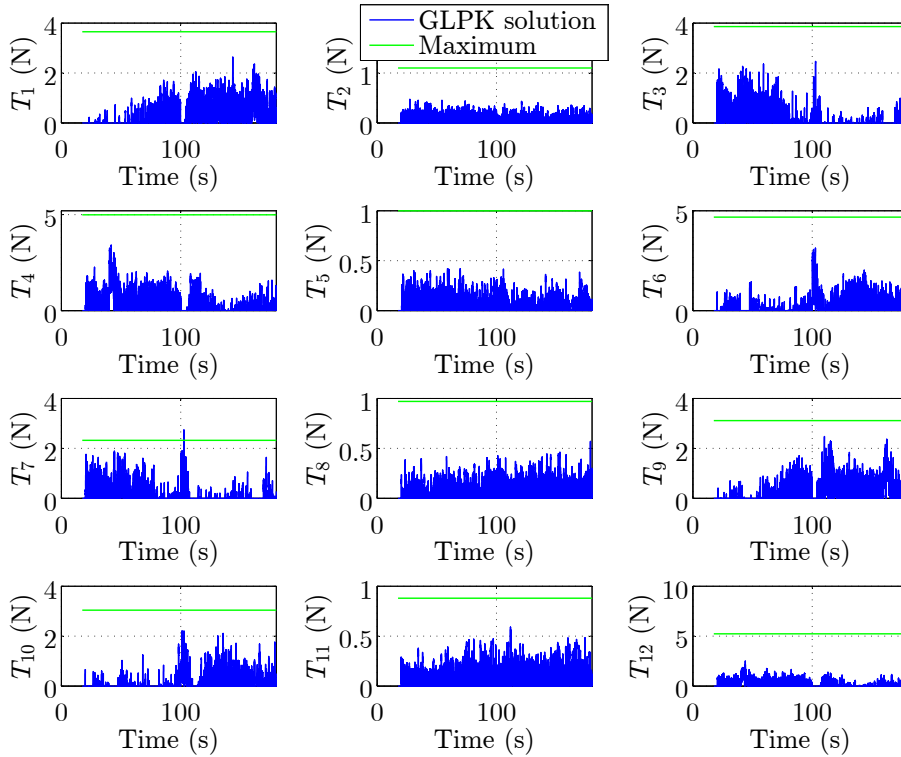 GLPK solution
Maximum
4
2
0
T1 (N)
0
100
Time (s)
1
0
T2 (N)
0
100
Time (s)
4
2
0
T3 (N)
0
100
Time (s)
5
0
T4 (N)
0
100
Time (s)
1
0.5
0
T5 (N)
0
100
Time (s)
5
0
T6 (N)
0
100
Time (s)
4
2
0
T7 (N)
0
100
Time (s)
1
0.5
0
T8 (N)
0
100
Time (s)
4
2
0
T9 (N)
0
100
Time (s)
4
2
0
T10 (N)
0
100
Time (s)
1
0.5
0
T11 (N)
0
100
Time (s)
10
5
0
T12 (N)
0
100
Time (s)